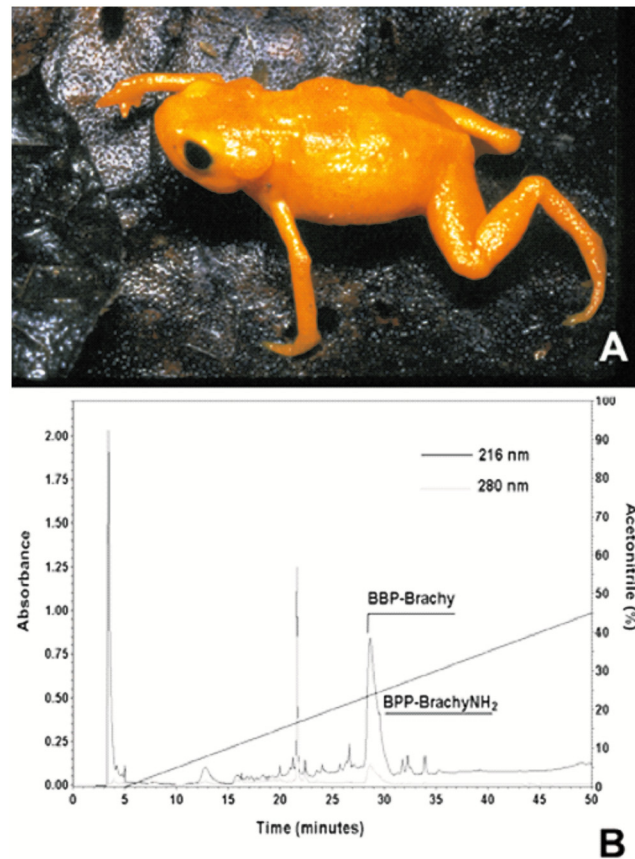 A
2.00
1.75
1.50
1.25
1.00
0.75
0.50
0.25
0.00
Absorbance
100
90
80
70
60
50
40
30
20
10
0
Acetonitrile (%)
216 nm
280 nm
BBP-Brachy
BPP-BrachyNH₂
0 5 10 15 20 25 30 35 40 45 50
Time (minutes)
B